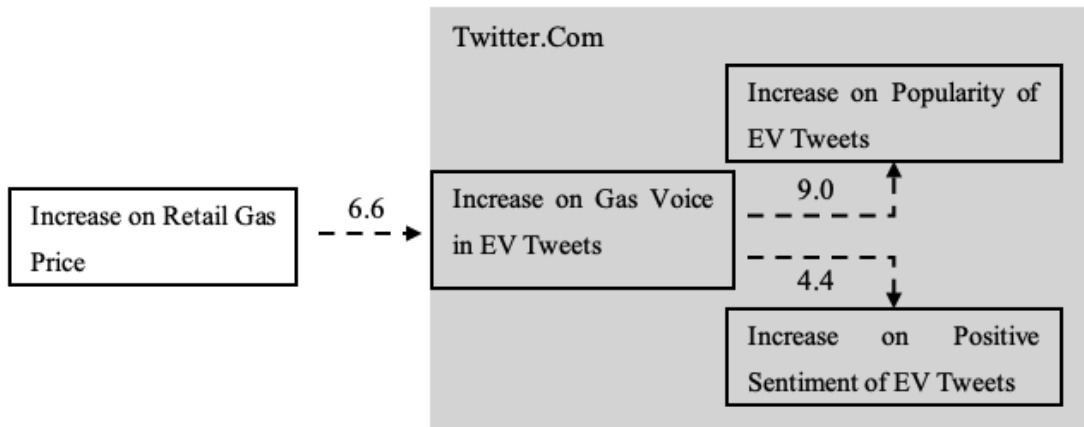 Twitter.Com
Increase on Popularity of
EV Tweets
Increase on Retail Gas
Price
6.6
Increase on Gas Voice
in EV Tweets
9.0
4.4
Increase on Positive
Sentiment of EV Tweets